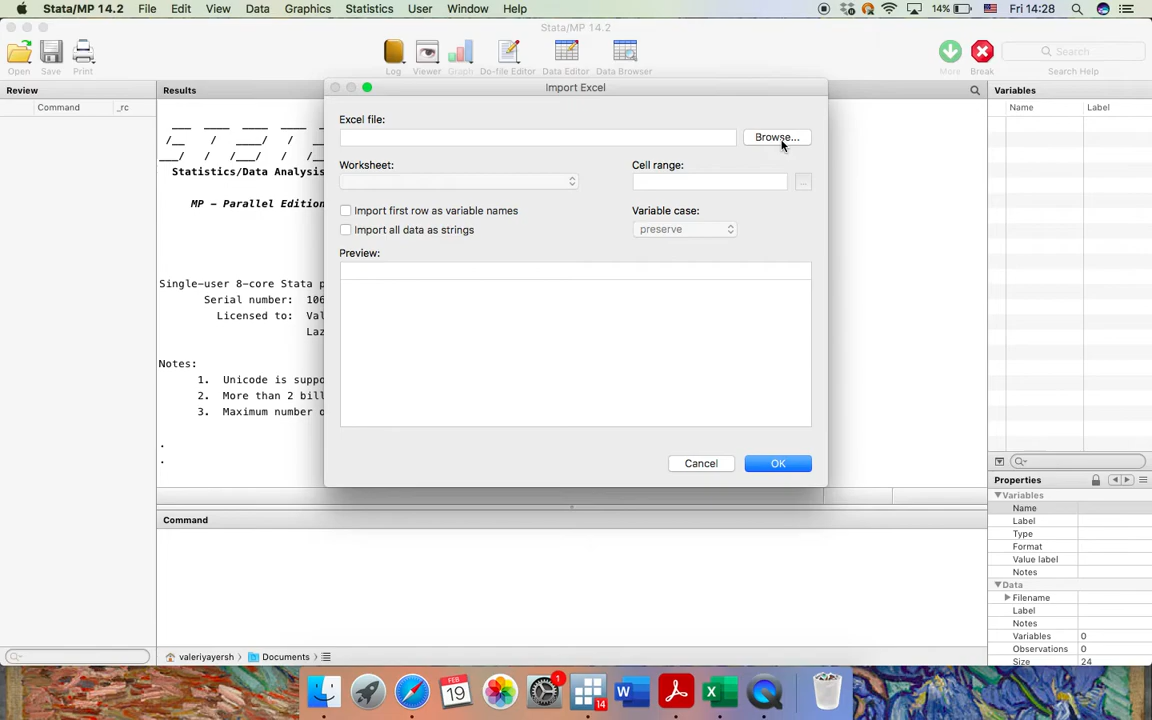 Stata/MP 14.2 File Edit View Data Graphics Statistics User Window Help 14% Fri 14:28
Stata/MP 14.2
Open Save Print Log Viewer Graph Do-file Editor Data Editor Data Browser More Break Search
Search Help
Review
Command _rc
Results
Statistics/Data Analysis
MP - Parallel Edition
Single-user 8-core Stata p
Serial number: 106
Licensed to: Val
Laz
Notes:
1. Unicode is suppo
2. More than 2 bill
3. Maximum number o
.
.
Import Excel
Excel file:
Browse...
Worksheet:
Cell range:
...
Import first row as variable names
Variable case:
Import all data as strings
preserve
Preview:
Cancel OK
Command
valeriyayersh Documents
Variables
Name Label
Properties
Variables
Name
Label
Type
Format
Value label
Notes
Data
Filename
Label
Notes
Variables 0
Observations 0
Size 24
FEB
19
1
14
W
X